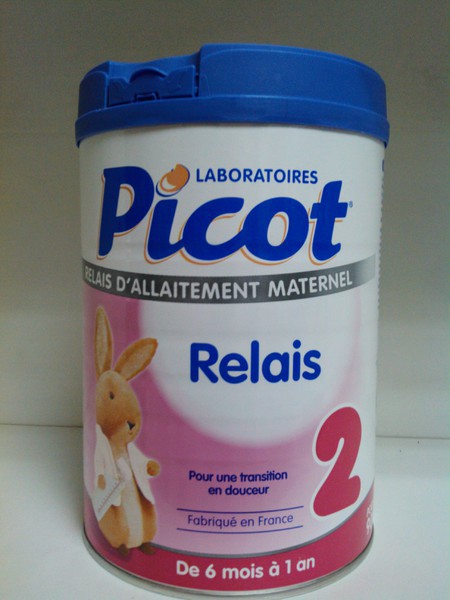 LABORATOIRES
Picot
RELAIS D'ALLAITEMENT MATERNEL
Relais
2
Pour une transition
en douceur
Fabriqué en France
De 6 mois à 1 an